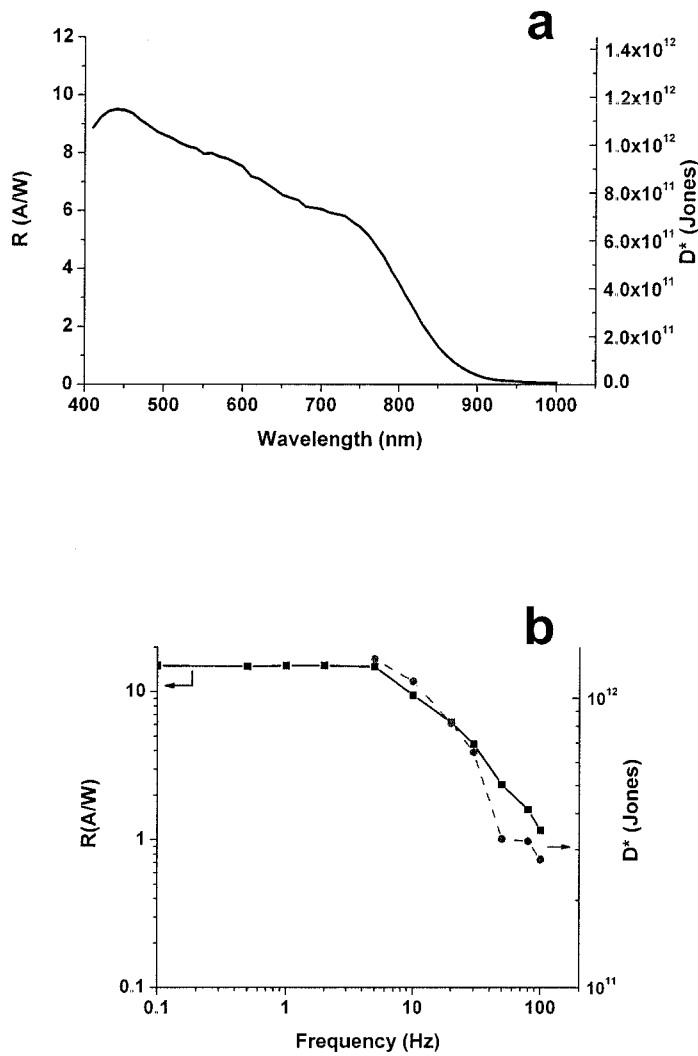 a
12
10
8
6
4
2
0
R (A/W)
1.4x10^12
1.2x10^12
1.0x10^12
8.0x10^11
6.0x10^11
4.0x10^11
2.0x10^11
0.0
D* (Jones)
400 500 600 700 800 900 1000
Wavelength (nm)
b
10
1
0.1
R(A/W)
10^12
10^11
D* (Jones)
0.1 1 10 100
Frequency (Hz)